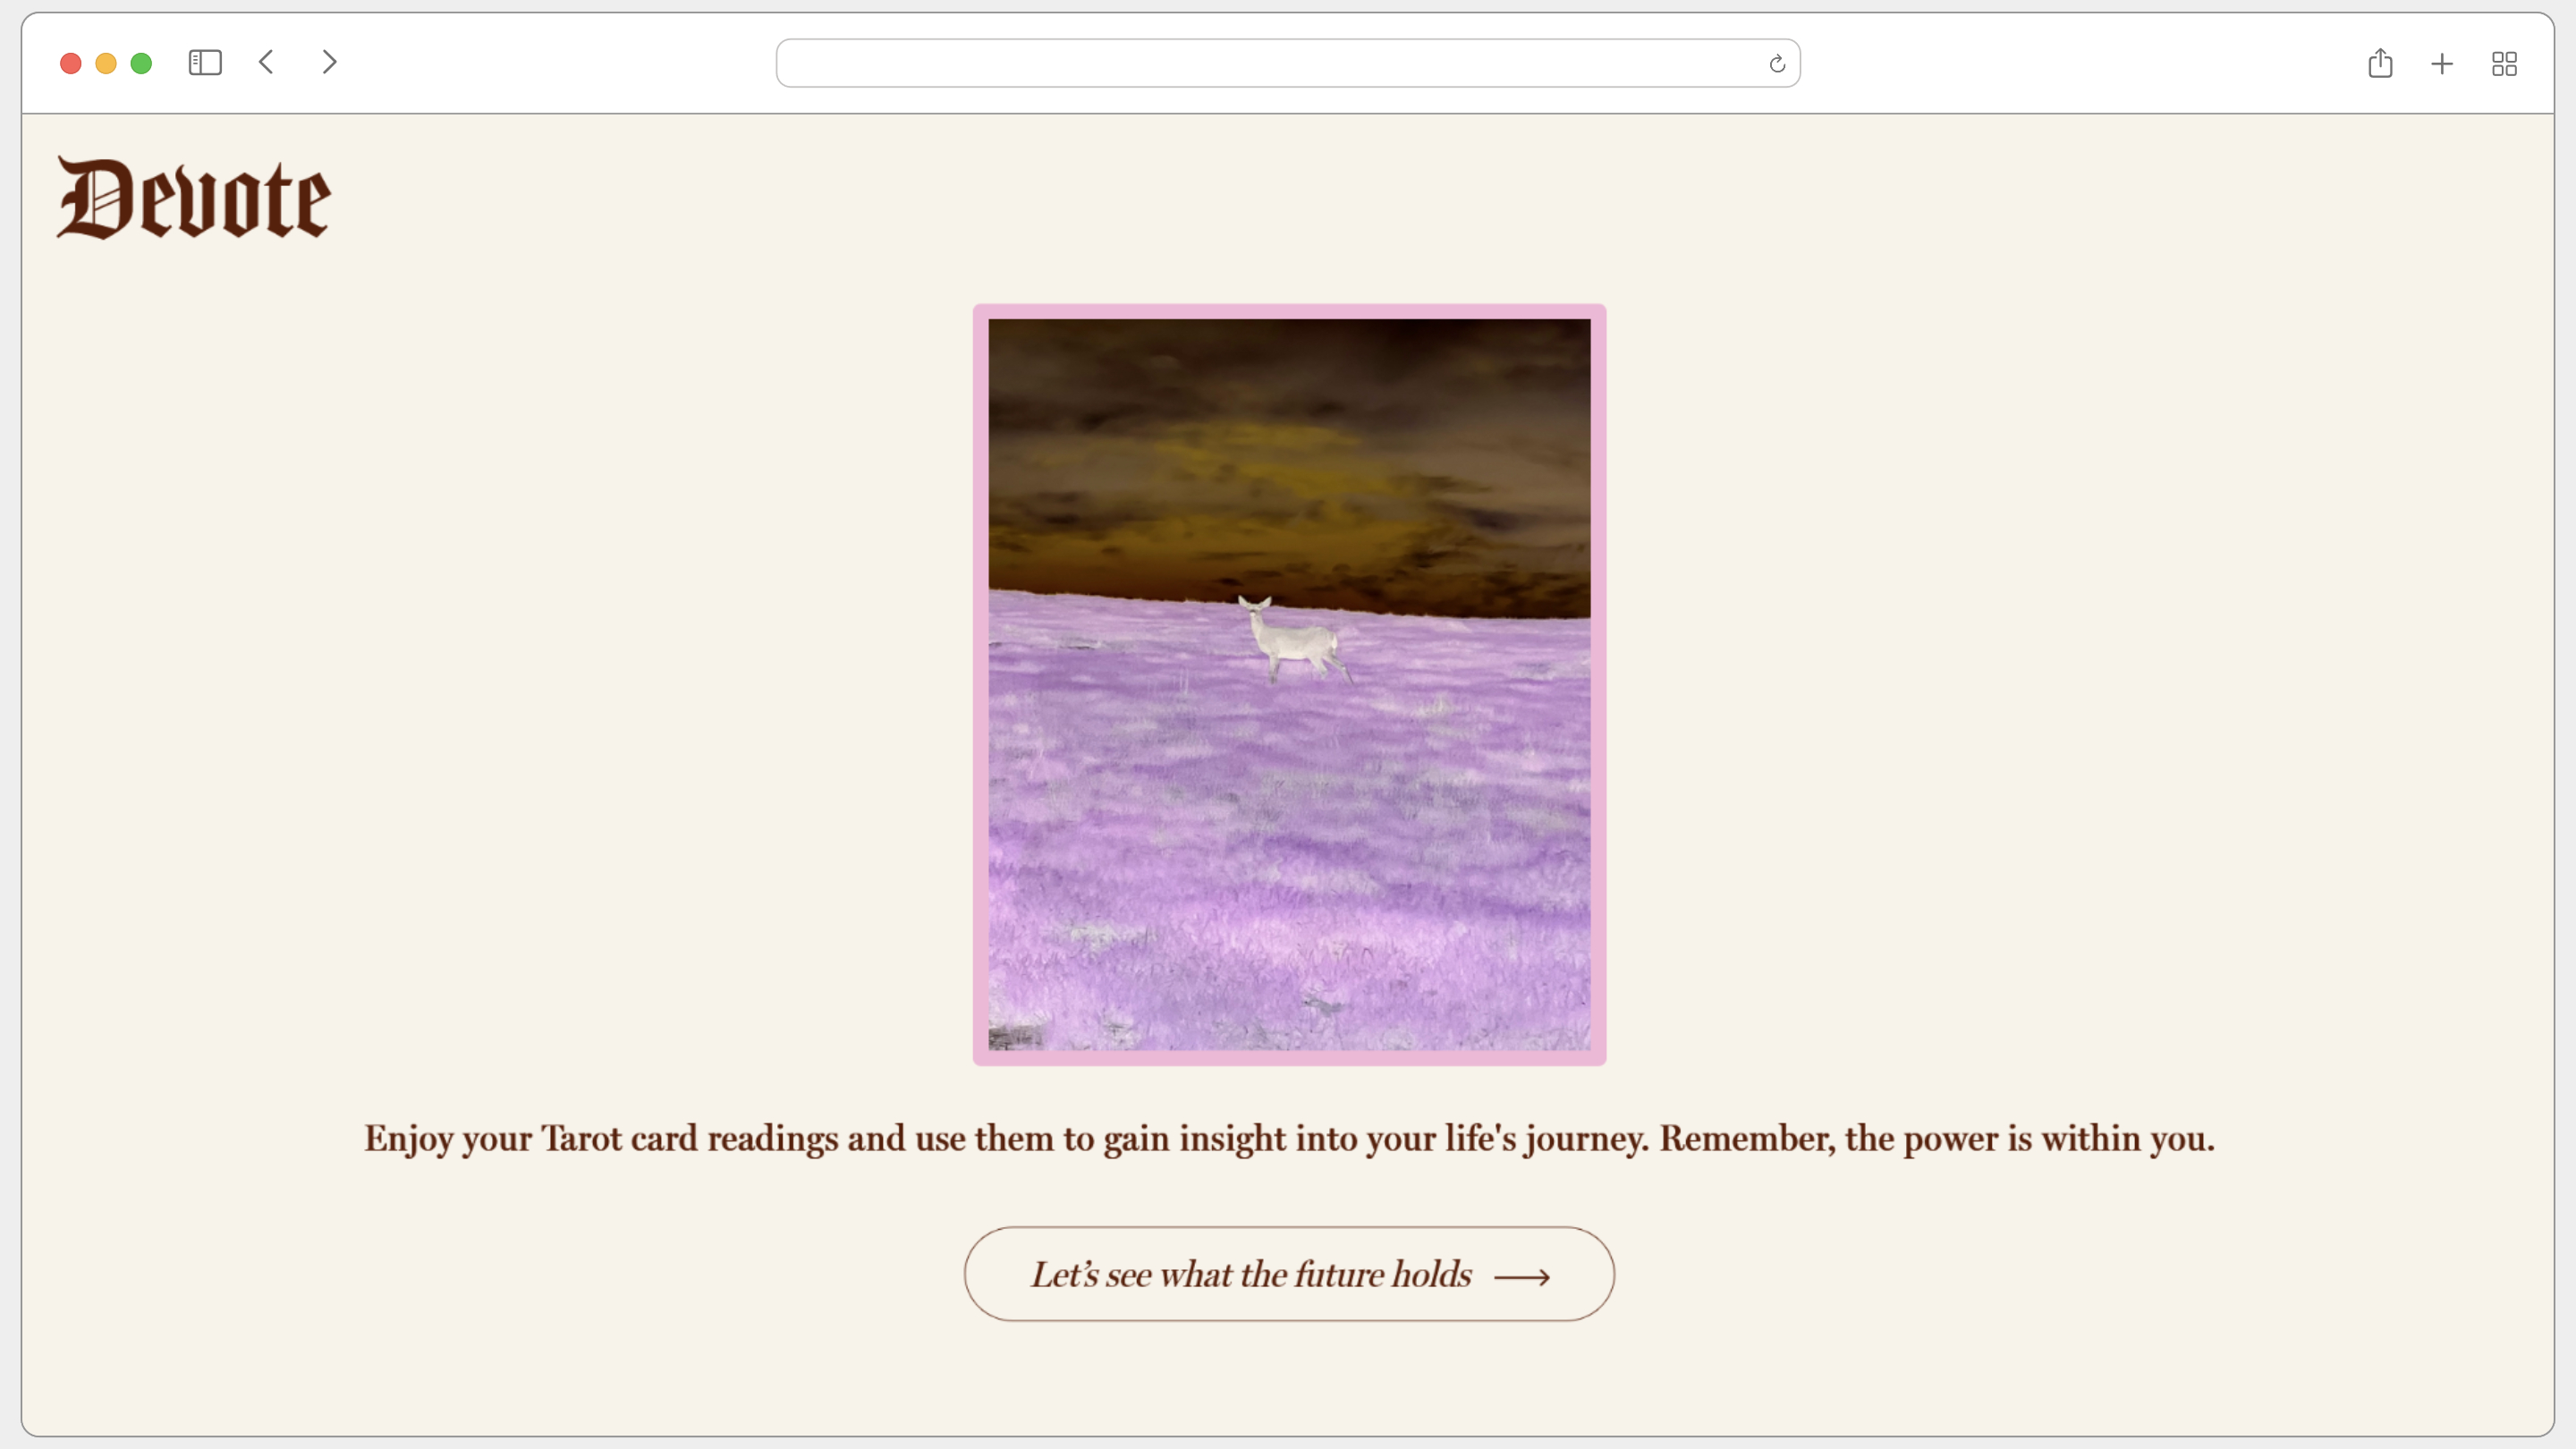 Devote
Enjoy your Tarot card readings and use them to gain insight into your life's journey. Remember, the power is within you.
Let’s see what the future holds ⟶